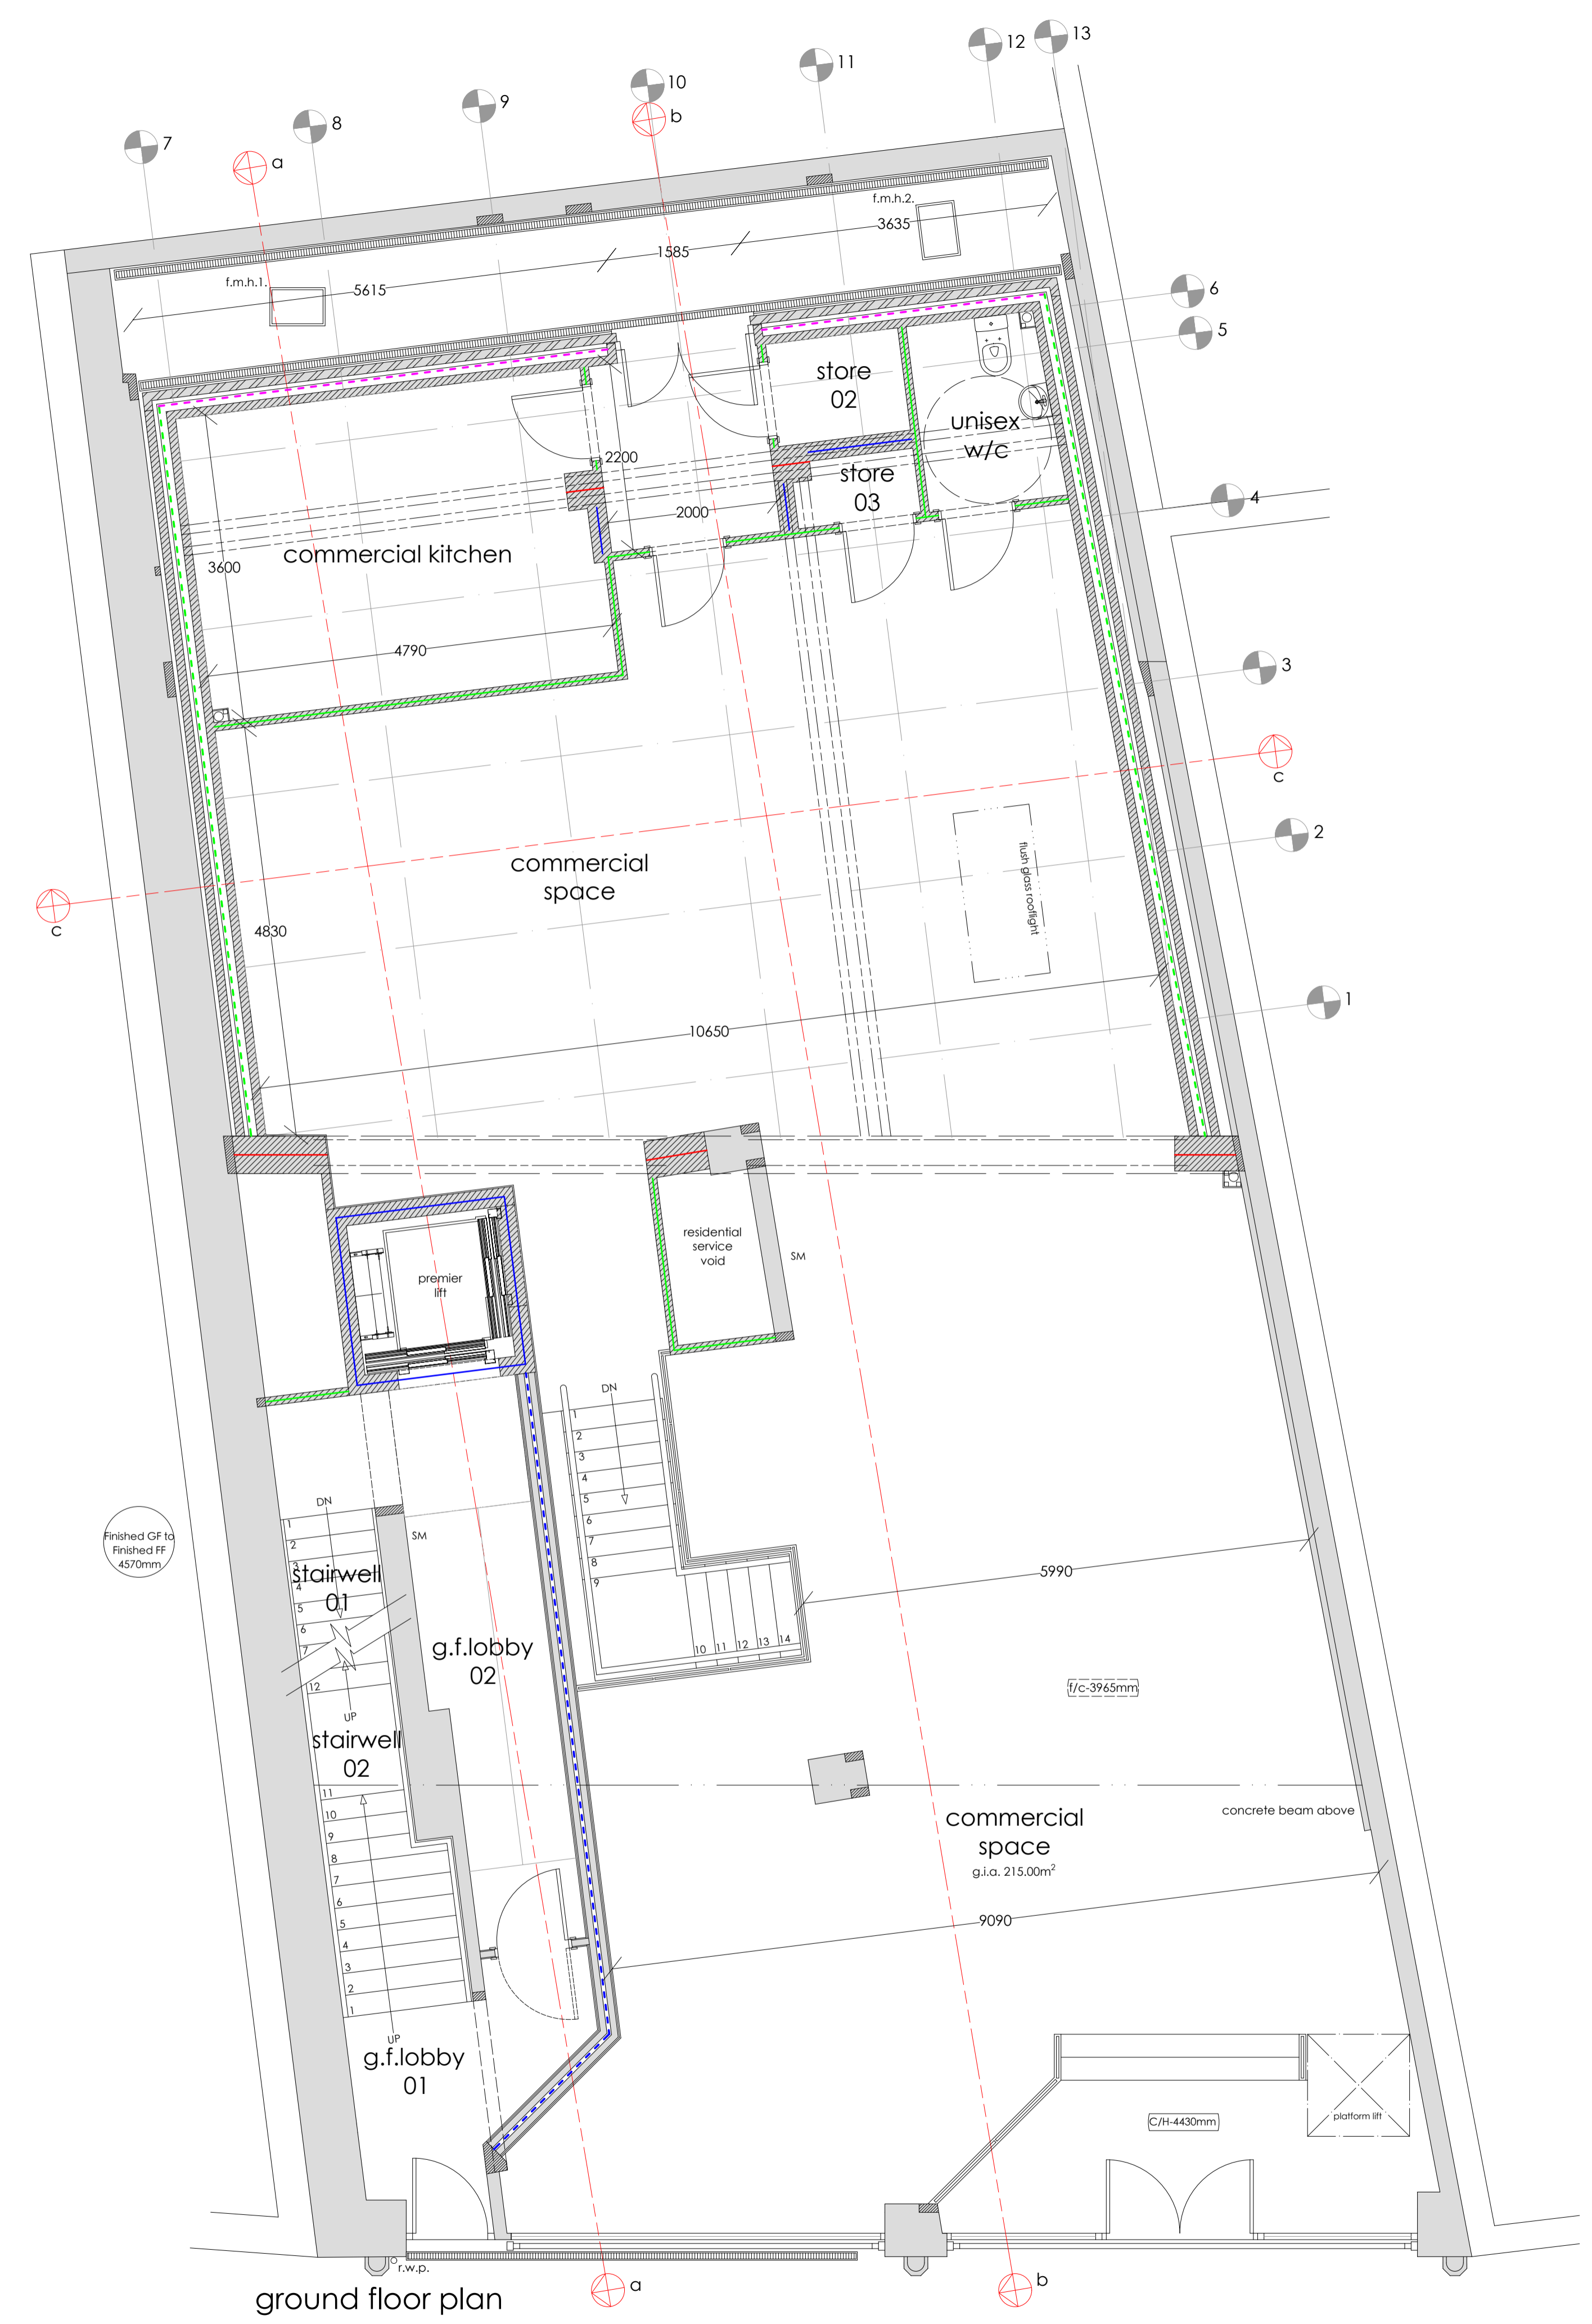 13
12
11
10
b
9
8
7
a
f.m.h.2.
3635
1585
f.m.h.1.
5615
6
5
store
02
unisex
w/c
2200
store
03
4
2000
commercial kitchen
3600
4790
3
c
2
commercial
space
flush glass rooflight
c
4830
1
10650
residential
service
void
SM
premier
lift
DN
1
2
3
4
5
6
7
8
9
10
11
12
13
14
DN
1
2
3
4
5
6
7
SM
Finished GF to
Finished FF
4570mm
stairwell
01
5990
g.f.lobby
02
12
UP
f/c-3965mm
stairwell
02
11
10
9
8
7
6
5
4
3
2
1
UP
concrete beam above
commercial
space
g.i.a. 215.00m²
9090
g.f.lobby
01
C/H-4430mm
platform lift
r.w.p.
a
b
ground floor plan